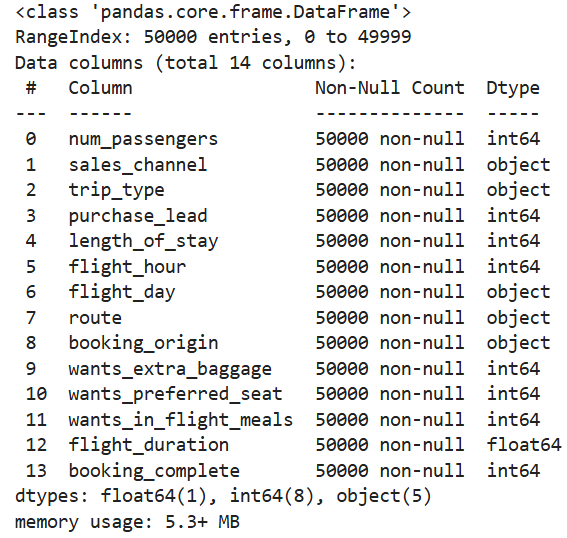 <class 'pandas.core.frame.DataFrame'>
RangeIndex: 50000 entries, 0 to 49999
Data columns (total 14 columns):
 #   Column                 Non-Null Count  Dtype
---  ------                 --------------  -----
 0   num_passengers         50000 non-null  int64
 1   sales_channel          50000 non-null  object
 2   trip_type              50000 non-null  object
 3   purchase_lead          50000 non-null  int64
 4   length_of_stay         50000 non-null  int64
 5   flight_hour            50000 non-null  int64
 6   flight_day             50000 non-null  object
 7   route                  50000 non-null  object
 8   booking_origin         50000 non-null  object
 9   wants_extra_baggage    50000 non-null  int64
 10  wants_preferred_seat   50000 non-null  int64
 11  wants_in_flight_meals  50000 non-null  int64
 12  flight_duration        50000 non-null  float64
 13  booking_complete       50000 non-null  int64
dtypes: float64(1), int64(8), object(5)
memory usage: 5.3+ MB